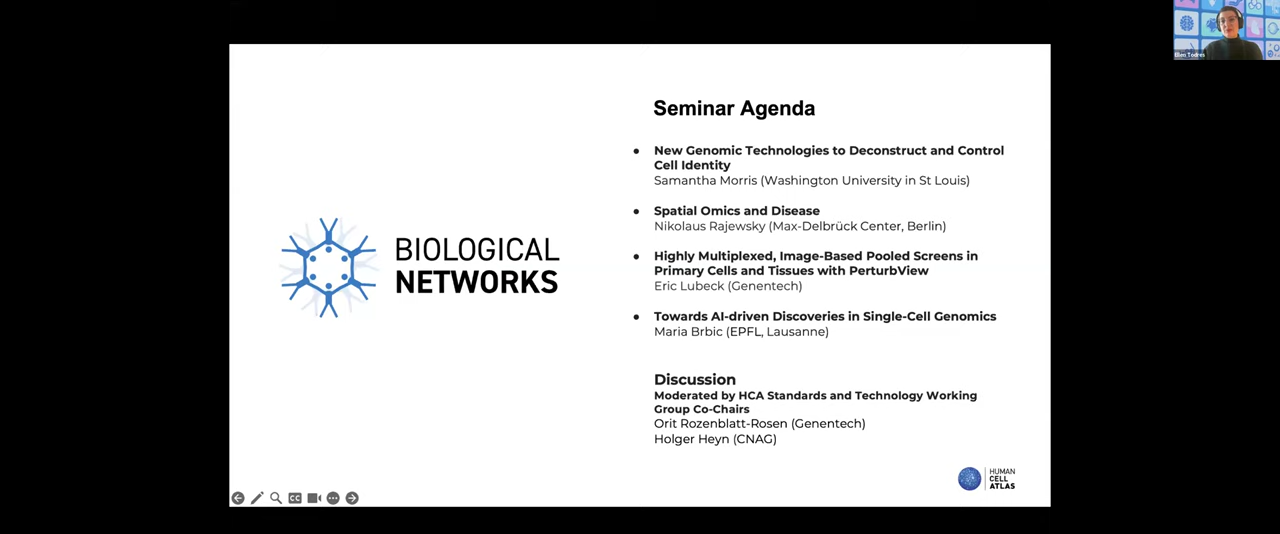 Ellen Todres
Seminar Agenda
New Genomic Technologies to Deconstruct and Control
Cell Identity
Samantha Morris (Washington University in St Louis)
Spatial Omics and Disease
Nikolaus Rajewsky (Max-Delbrück Center, Berlin)
Highly Multiplexed, Image-Based Pooled Screens in
Primary Cells and Tissues with PerturbView
Eric Lubeck (Genentech)
Towards AI-driven Discoveries in Single-Cell Genomics
Maria Brbic (EPFL, Lausanne)
Discussion
Moderated by HCA Standards and Technology Working
Group Co-Chairs
Orit Rozenblatt-Rosen (Genentech)
Holger Heyn (CNAG)
BIOLOGICAL
NETWORKS
HUMAN
CELL
ATLAS
CC